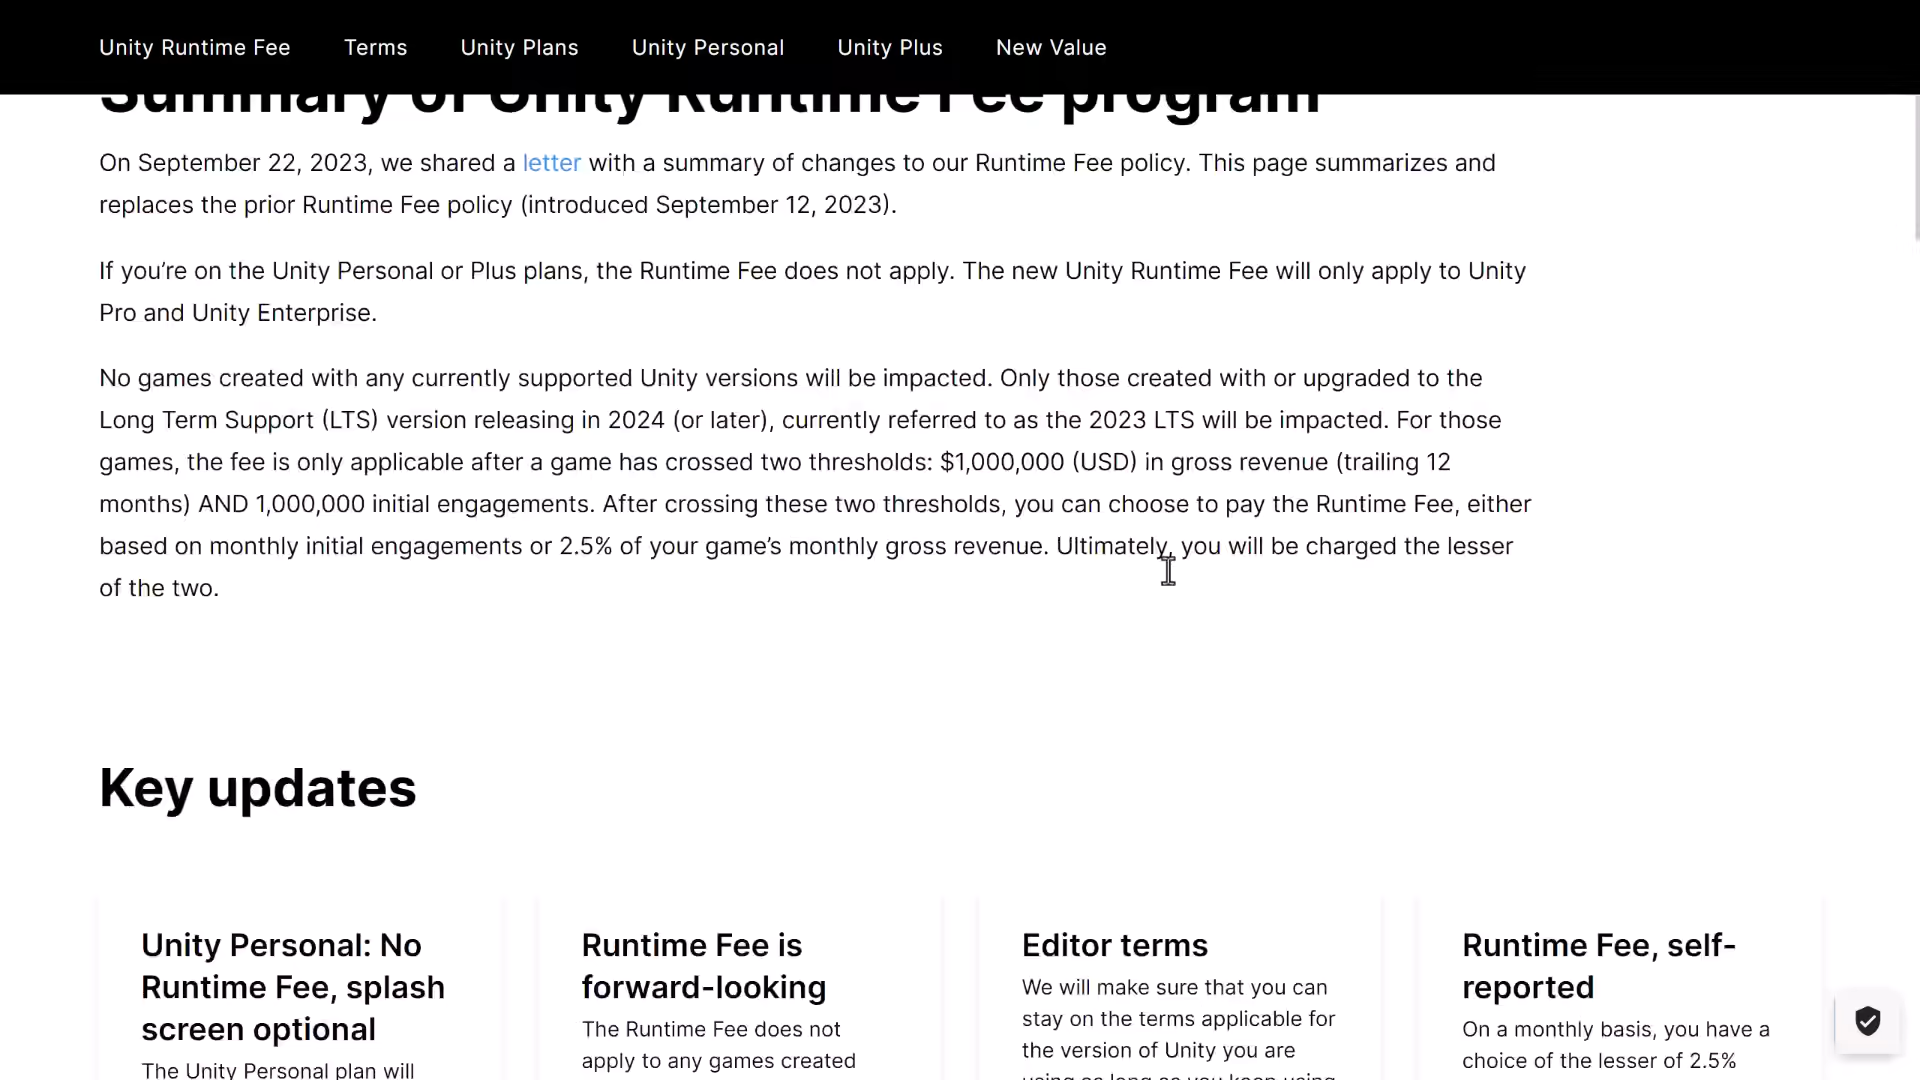 Unity Runtime Fee Terms Unity Plans Unity Personal Unity Plus New Value
Summary of Unity Runtime Fee program
On September 22, 2023, we shared a letter with a summary of changes to our Runtime Fee policy. This page summarizes and
replaces the prior Runtime Fee policy (introduced September 12, 2023).
If you’re on the Unity Personal or Plus plans, the Runtime Fee does not apply. The new Unity Runtime Fee will only apply to Unity
Pro and Unity Enterprise.
No games created with any currently supported Unity versions will be impacted. Only those created with or upgraded to the
Long Term Support (LTS) version releasing in 2024 (or later), currently referred to as the 2023 LTS will be impacted. For those
games, the fee is only applicable after a game has crossed two thresholds: $1,000,000 (USD) in gross revenue (trailing 12
months) AND 1,000,000 initial engagements. After crossing these two thresholds, you can choose to pay the Runtime Fee, either
based on monthly initial engagements or 2.5% of your game’s monthly gross revenue. Ultimately, you will be charged the lesser
of the two.
Key updates
Unity Personal: No
Runtime Fee, splash
screen optional
The Unity Personal plan will
Runtime Fee is
forward-looking
The Runtime Fee does not
apply to any games created
Editor terms
We will make sure that you can
stay on the terms applicable for
the version of Unity you are
using as long as you keep using
Runtime Fee, self-
reported
On a monthly basis, you have a
choice of the lesser of 2.5%